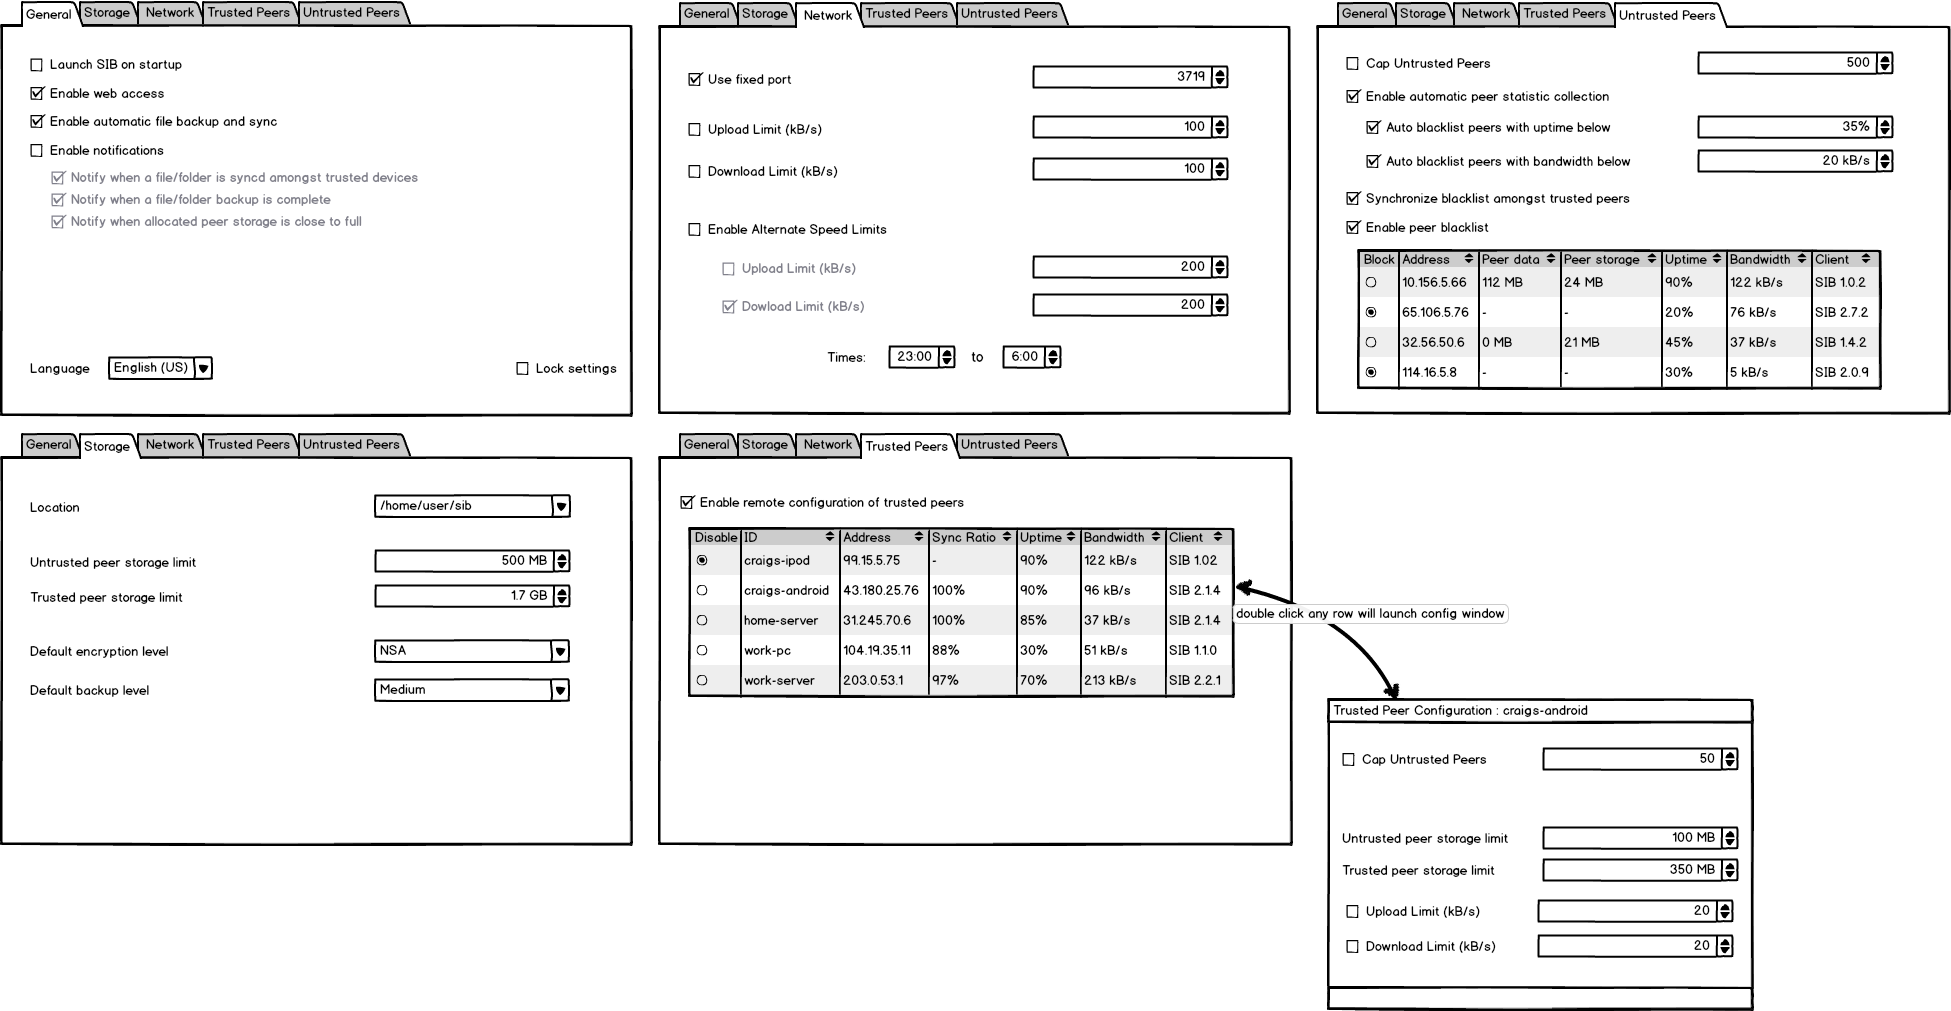 General Storage Network Trusted Peers Untrusted Peers
Launch SIB on startup
Enable web access
Enable automatic file backup and sync
Enable notifications
Notify when a file/folder is syncd amongst trusted devices
Notify when a file/folder backup is complete
Notify when allocated peer storage is close to full
Language English (US) Lock settings
General Storage Network Trusted Peers Untrusted Peers
Use fixed port 3719
Upload Limit (kB/s) 100
Download Limit (kB/s) 100
Enable Alternate Speed Limits
Upload Limit (kB/s) 200
Dowload Limit (kB/s) 200
Times: 23:00 to 6:00
General Storage Network Trusted Peers Untrusted Peers
Cap Untrusted Peers 500
Enable automatic peer statistic collection
Auto blacklist peers with uptime below 35%
Auto blacklist peers with bandwidth below 20 kB/s
Synchronize blacklist amongst trusted peers
Enable peer blacklist
Block Address Peer data Peer storage Uptime Bandwidth Client
10.156.5.66 112 MB 24 MB 90% 122 kB/s SIB 1.0.2
65.106.5.76 - - 20% 76 kB/s SIB 2.7.2
32.56.50.6 0 MB 21 MB 45% 37 kB/s SIB 1.4.2
114.16.5.8 - - 30% 5 kB/s SIB 2.0.9
General Storage Network Trusted Peers Untrusted Peers
Location /home/user/sib
Untrusted peer storage limit 500 MB
Trusted peer storage limit 1.7 GB
Default encryption level NSA
Default backup level Medium
General Storage Network Trusted Peers Untrusted Peers
Enable remote configuration of trusted peers
Disable ID Address Sync Ratio Uptime Bandwidth Client
craigs-ipod 99.15.5.75 - 90% 122 kB/s SIB 1.02
craigs-android 43.180.25.76 100% 90% 96 kB/s SIB 2.1.4
home-server 31.245.70.6 100% 85% 37 kB/s SIB 2.1.4
work-pc 104.19.35.11 88% 30% 51 kB/s SIB 1.1.0
work-server 203.0.53.1 97% 70% 213 kB/s SIB 2.2.1
double click any row will launch config window
Trusted Peer Configuration : craigs-android
Cap Untrusted Peers 50
Untrusted peer storage limit 100 MB
Trusted peer storage limit 350 MB
Upload Limit (kB/s) 20
Download Limit (kB/s) 20